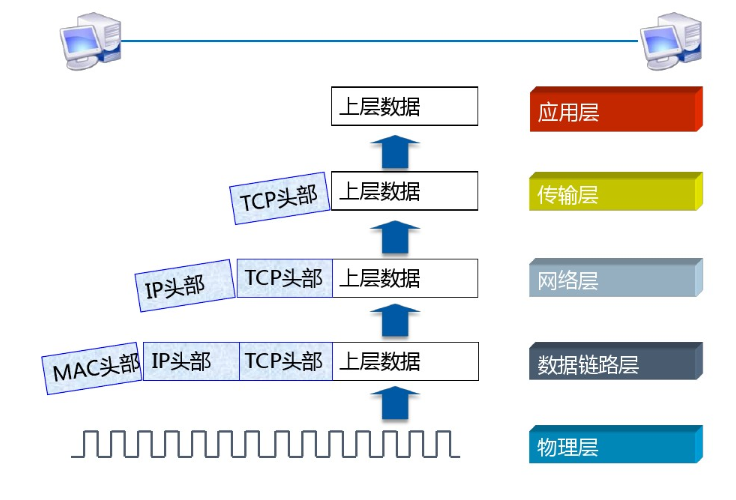 上层数据
应用层
TCP头部 上层数据
传输层
IP头部 TCP头部 上层数据
网络层
MAC头部 IP头部 TCP头部 上层数据
数据链路层
物理层